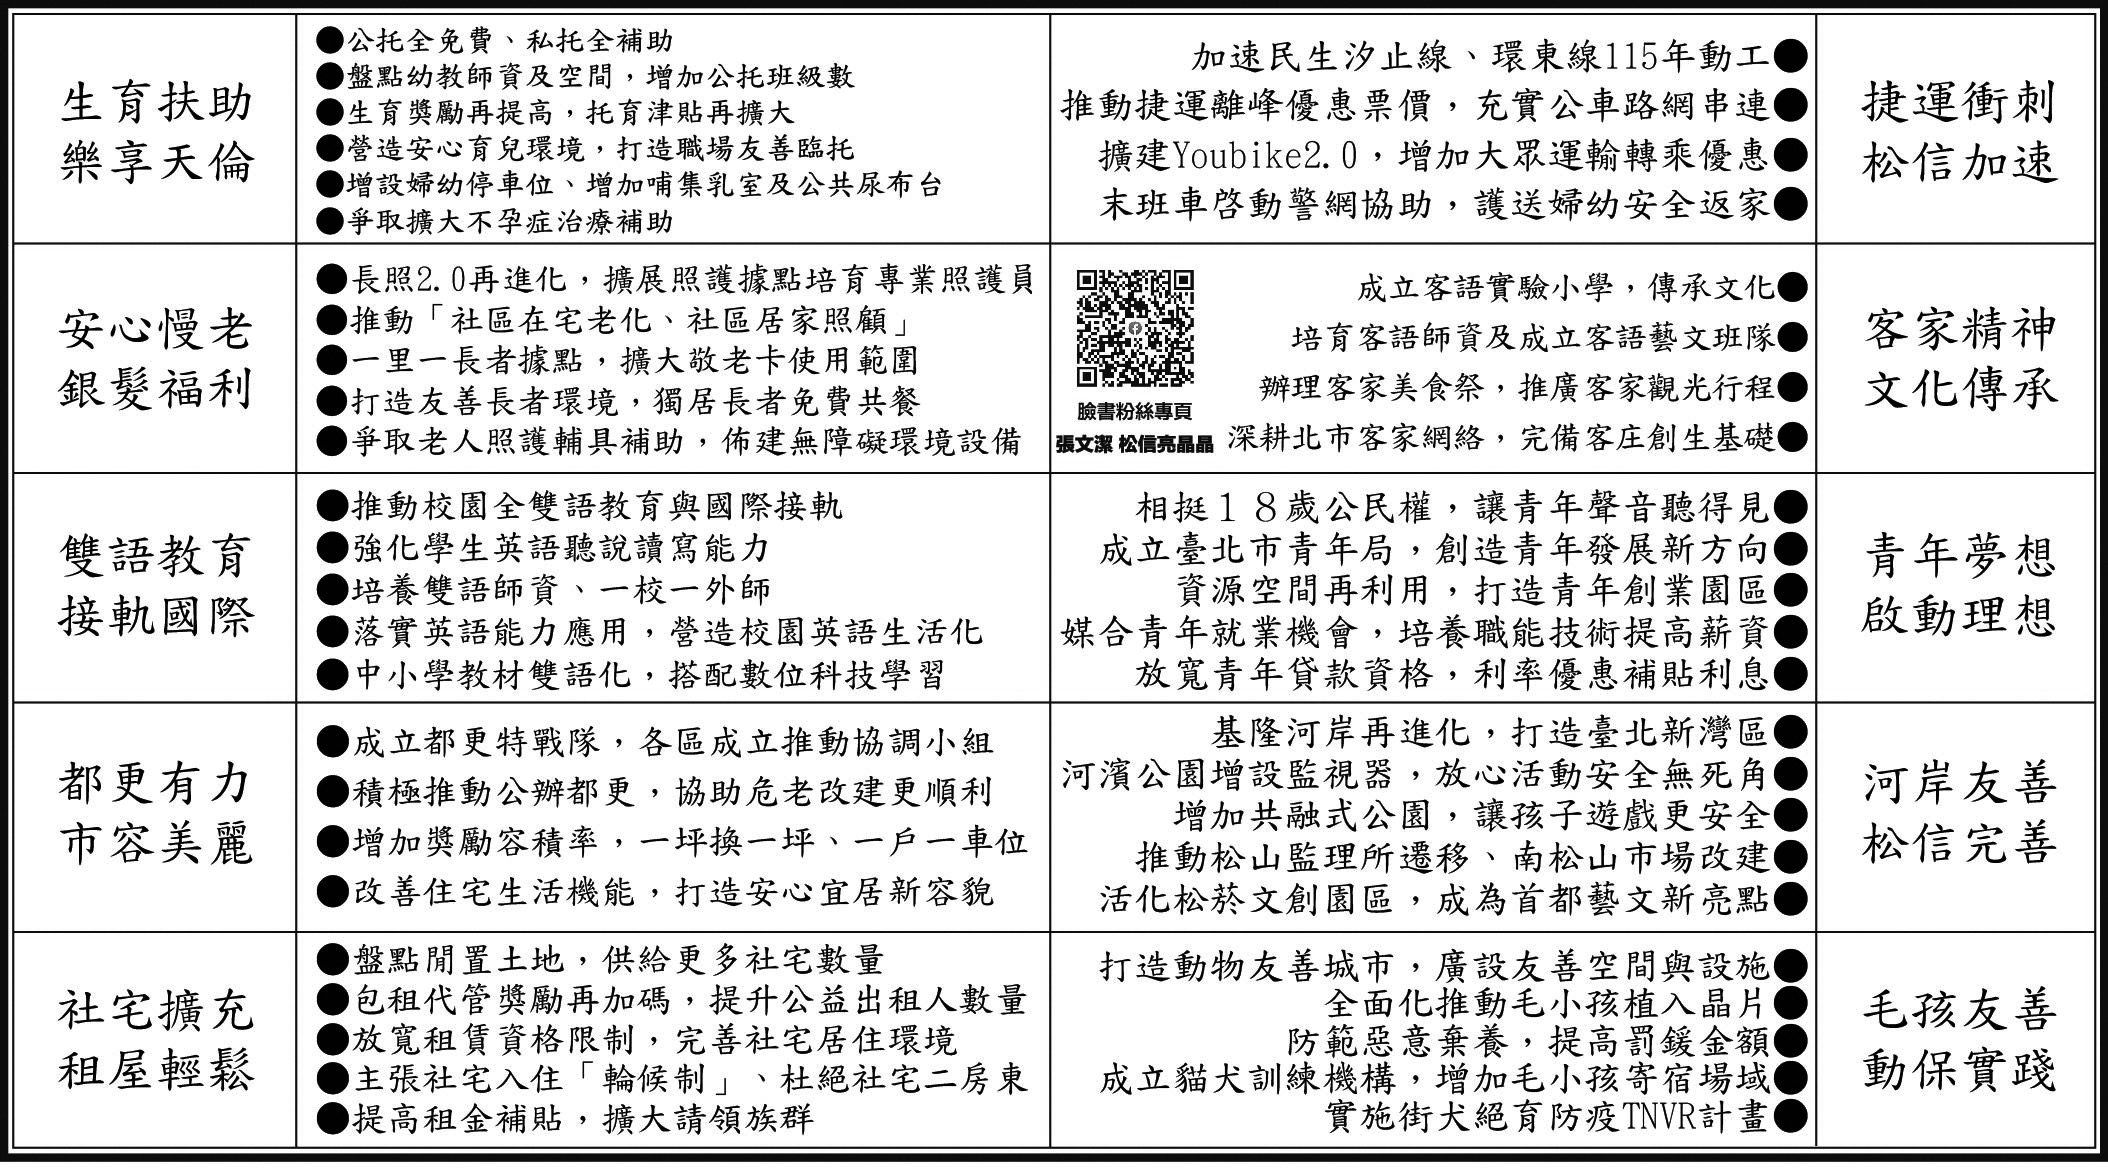 生育扶助
樂享天倫
●公托全免費、私托全補助
●盤點幼教師資及空間，增加公托班級數
●生育獎勵再提高，托育津貼再擴大
●營造安心育兒環境，打造職場友善臨托
●增設婦幼停車位、增加哺集乳室及公共尿布台
●爭取擴大不孕症治療補助
加速民生汐止線、環東線115年動工●
推動捷運離峰優惠票價，充實公車路網串連●
擴建Youbike2.0，增加大眾運輸轉乘優惠●
末班車啓動警網協助，護送婦幼安全返家●
捷運衝刺
松信加速
安心慢老
銀髮福利
●長照2.0再進化，擴展照護據點培育專業照護員
●推動「社區在宅老化、社區居家照顧」
●一里一長者據點，擴大敬老卡使用範圍
●打造友善長者環境，獨居長者免費共餐
●爭取老人照護輔具補助，佈建無障礙環境設備
臉書粉絲專頁
張文潔 松信亮晶晶
成立客語實驗小學，傳承文化●
培育客語師資及成立客語藝文班隊●
辦理客家美食祭，推廣客家觀光行程●
深耕北市客家網絡，完備客庄創生基礎●
客家精神
文化傳承
雙語教育
接軌國際
●推動校園全雙語教育與國際接軌
●強化學生英語聽說讀寫能力
●培養雙語師資、一校一外師
●落實英語能力應用，營造校園英語生活化
●中小學教材雙語化，搭配數位科技學習
相挺１８歲公民權，讓青年聲音聽得見●
成立臺北市青年局，創造青年發展新方向●
資源空間再利用，打造青年創業園區●
媒合青年就業機會，培養職能技術提高薪資●
放寬青年貸款資格，利率優惠補貼利息●
青年夢想
啟動理想
都更有力
市容美麗
●成立都更特戰隊，各區成立推動協調小組
●積極推動公辦都更，協助危老改建更順利
●增加獎勵容積率，一坪換一坪、一戶一車位
●改善住宅生活機能，打造安心宜居新容貌
基隆河岸再進化，打造臺北新灣區●
河濱公園增設監視器，放心活動安全無死角●
增加共融式公園，讓孩子遊戲更安全●
推動松山監理所遷移、南松山市場改建●
活化松菸文創園區，成為首都藝文新亮點●
河岸友善
松信完善
社宅擴充
租屋輕鬆
●盤點閒置土地，供給更多社宅數量
●包租代管獎勵再加碼，提升公益出租人數量
●放寬租賃資格限制，完善社宅居住環境
●主張社宅入住「輪候制」、杜絕社宅二房東
●提高租金補貼，擴大請領族群
打造動物友善城市，廣設友善空間與設施●
全面化推動毛小孩植入晶片●
防範惡意棄養，提高罰鍰金額●
成立貓犬訓練機構，增加毛小孩寄宿場域●
實施街犬絕育防疫TNVR計畫●
毛孩友善
動保實踐